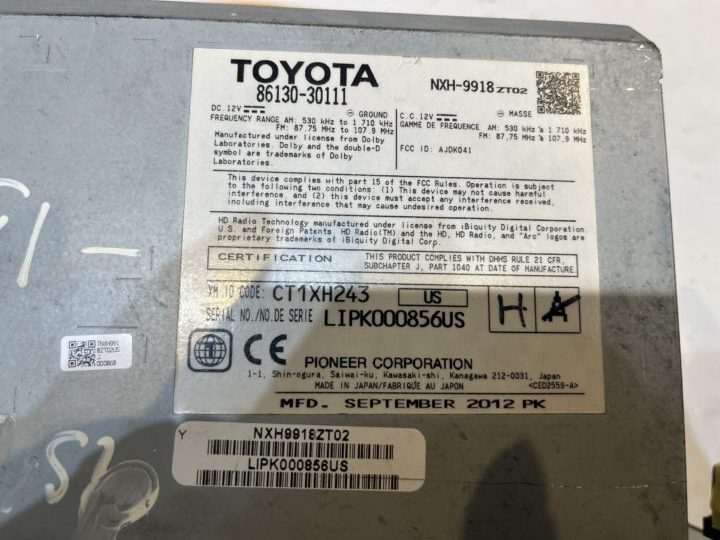 TOYOTA
86130-30111
NXH-9918 ZT02
DC.12V
GROUND
FREQUENCY RANGE AM: 530 kHz to 1 710 kHz
FM: 87.75 MHz to 107.9 MHz
C.C.12V
MASSE
GAMME DE FREQUENCE AM: 530 kHz à 1 710 kHz
FM: 87,75 MHz à 107,9 MHz
Manufactured under license from Dolby
Laboratories. Dolby and the double-D
symbol are trademarks of Dolby
Laboratories.
FCC ID: AJDK041
This device complies with part 15 of the FCC Rules. Operation is subject
to the following two conditions: (1) This device may not cause harmful
interference, and (2) this device must accept any interference received,
including interference that may cause undesired operation.
HD Radio Technology manufactured under license from iBiquity Digital Corporation.
U.S. and Foreign Patents. HD Radio(TM) and the HD, HD Radio, and "Arc" logos are
proprietary trademarks of iBiquity Digital Corp.
CERTIFICATION
THIS PRODUCT COMPLIES WITH DHHS RULE 21 CFR,
SUBCHAPTER J, PART 1040 AT DATE OF MANUFACTURE.
XM ID CODE: CT1XH243
US
H A
SERIAL NO./NO.DE SERIE LIPK000856US
CE
PIONEER CORPORATION
1-1, Shin-ogura, Saiwai-ku, Kawasaki-shi, Kanagawa 212-0031, Japan
MADE IN JAPAN/FABRIQUÉ AU JAPON
<CED2559-A>
MFD. SEPTEMBER 2012 PK
Y
NXH9918ZT02
LIPK000856US